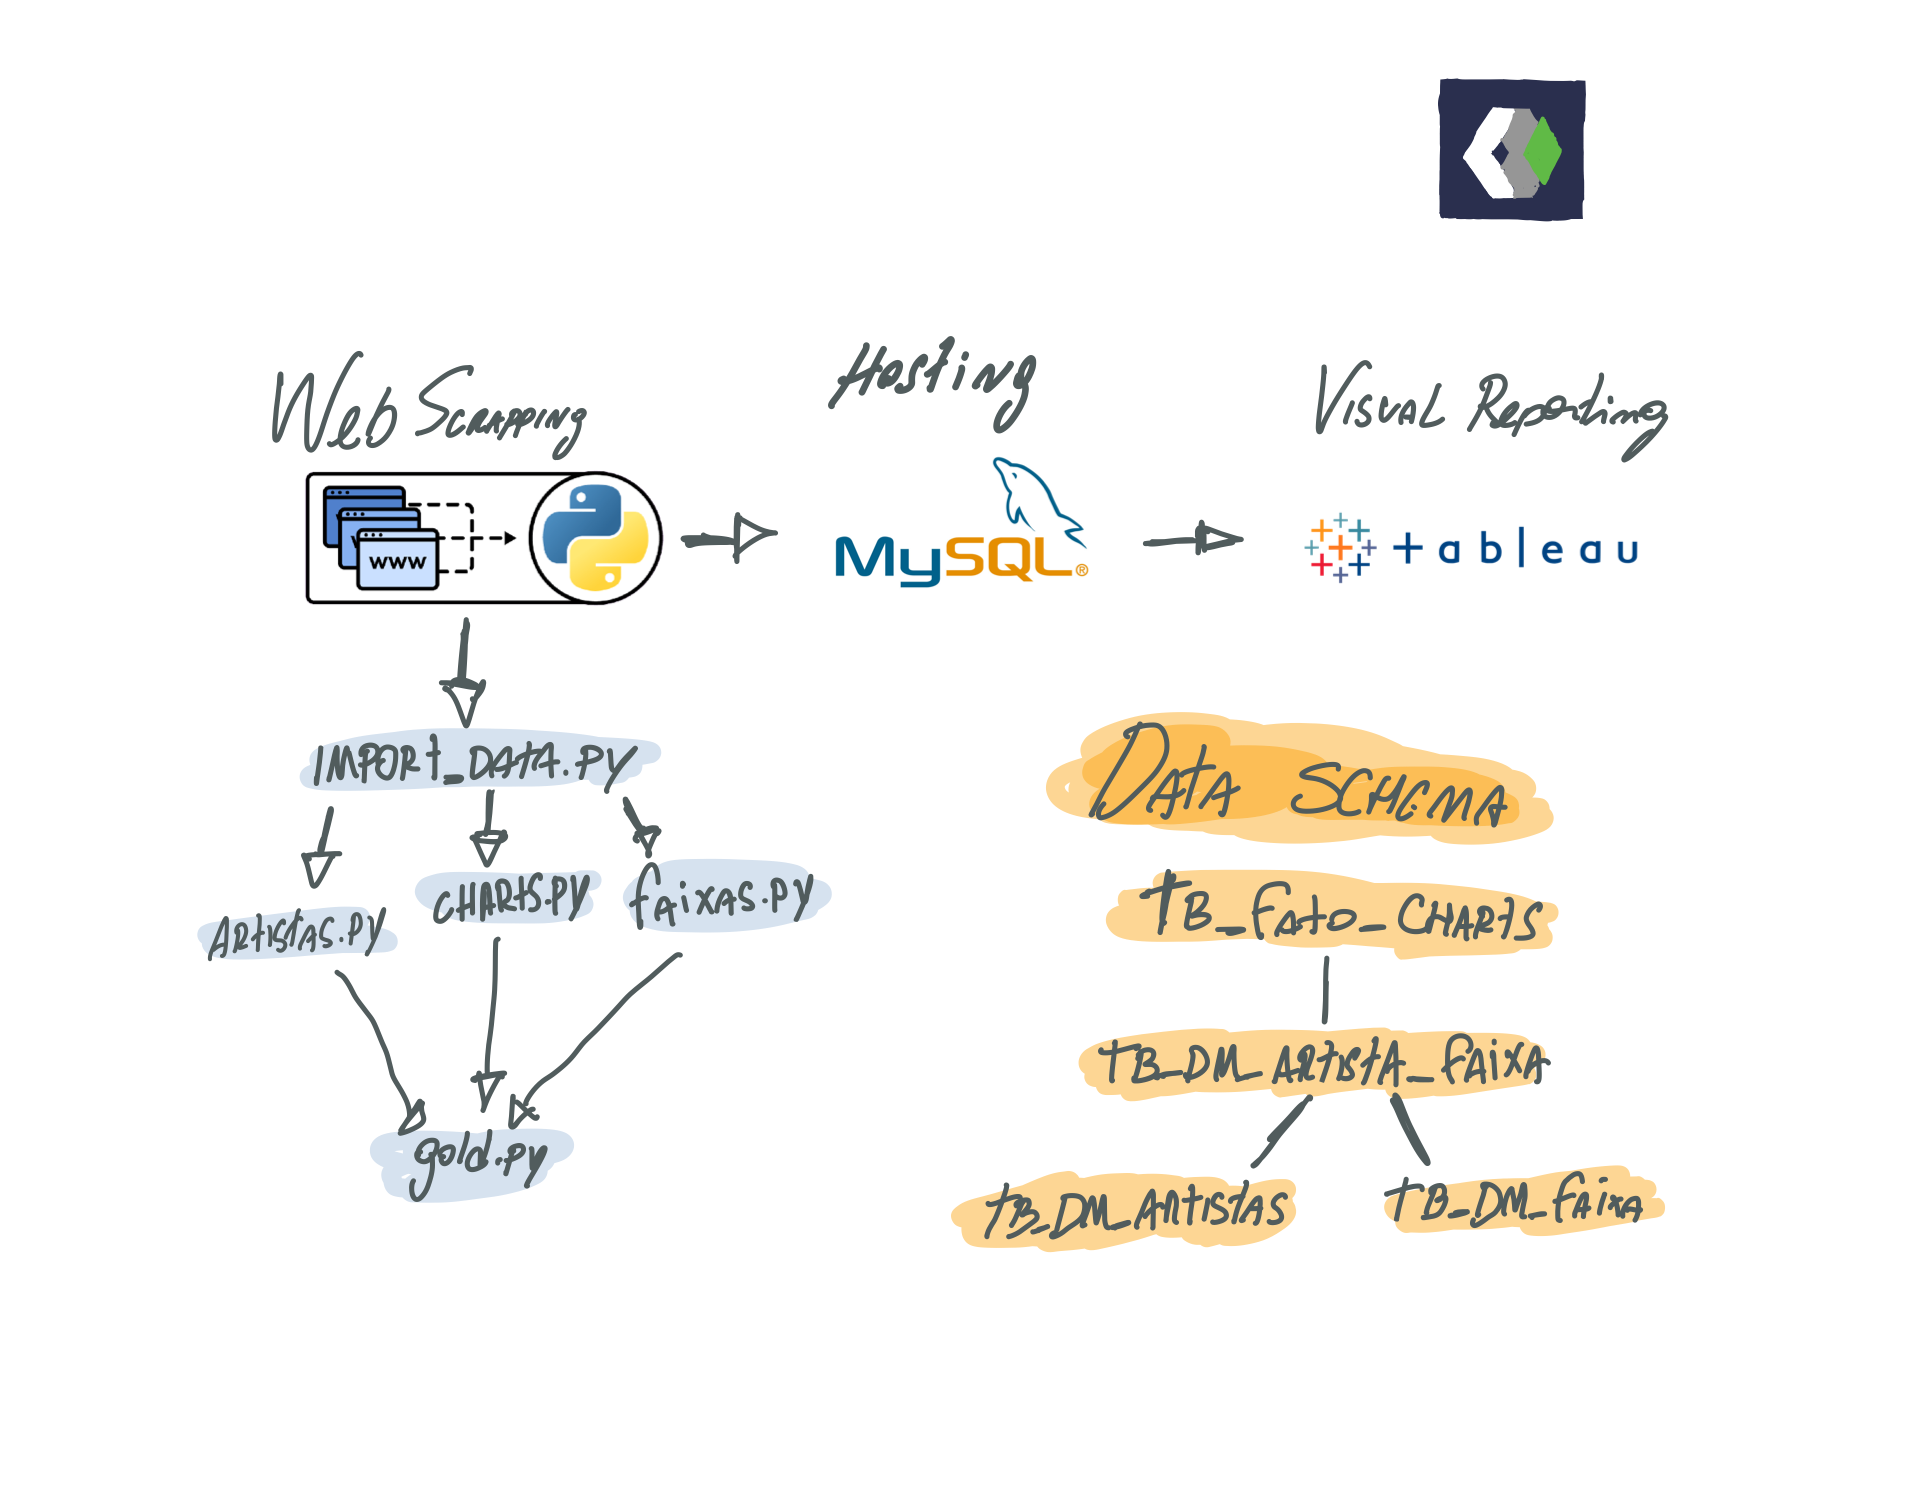 Web Scrapping
Hosting
Visual Reporting
www
MySQL®
+ableau
IMPORT_DATA.PY
ARTISTAS.PY
CHARTS.PY
FAIXAS.PY
gold.py
DATA SCHEMA
TB_FATO_CHARTS
TB_DM_ARTISTA_FAIXA
TB_DM_ARTISTAS
TB_DM_FAIXA